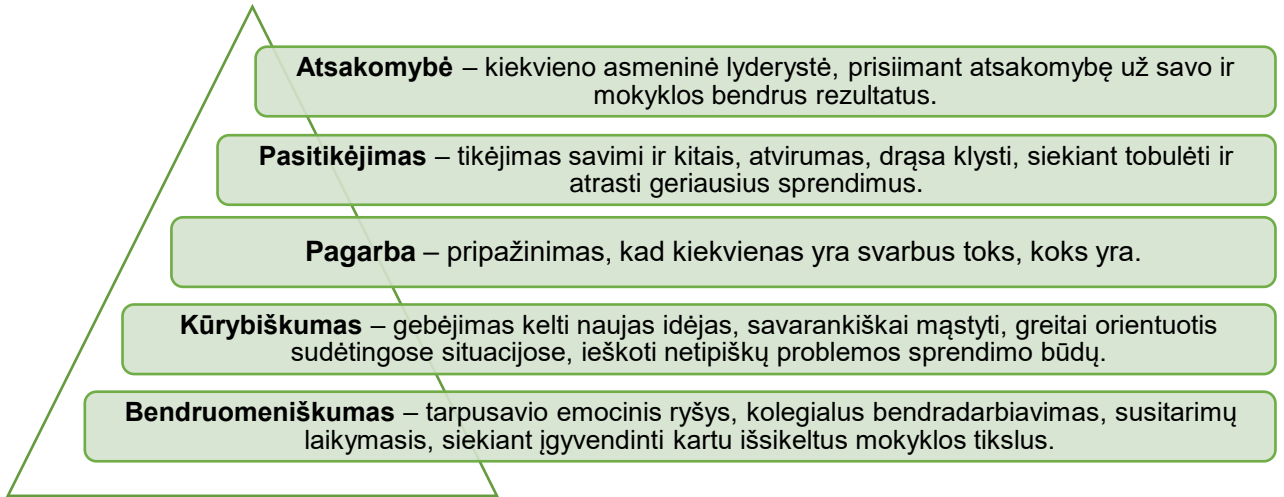 Atsakomybė – kiekvieno asmeninė lyderystė, prisiimant atsakomybę už savo ir
mokyklos bendrus rezultatus.
Pasitikėjimas – tikėjimas savimi ir kitais, atvirumas, drąsa klysti, siekiant tobulėti ir
atrasti geriausius sprendimus.
Pagarba – pripažinimas, kad kiekvienas yra svarbus toks, koks yra.
Kūrybiškumas – gebėjimas kelti naujas idėjas, savarankiškai mąstyti, greitai orientuotis
sudėtingose situacijose, ieškoti netipiškų problemos sprendimo būdų.
Bendruomeniškumas – tarpusavio emocinis ryšys, kolegialus bendradarbiavimas, susitarimų
laikymasis, siekiant įgyvendinti kartu išsikeltus mokyklos tikslus.